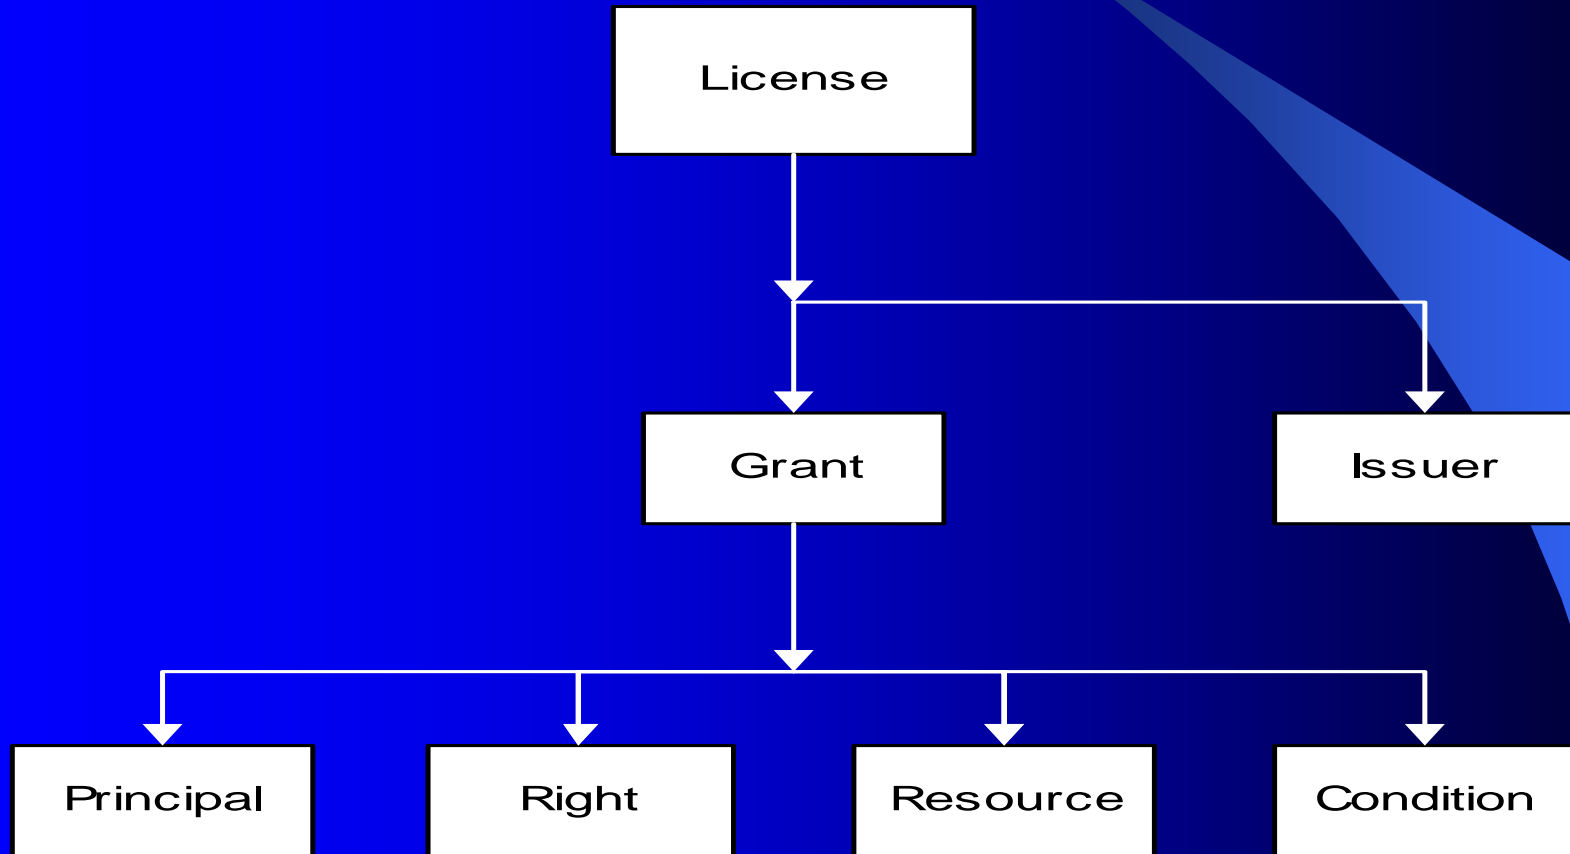 License
Grant
Issuer
Principal
Right
Resource
Condition